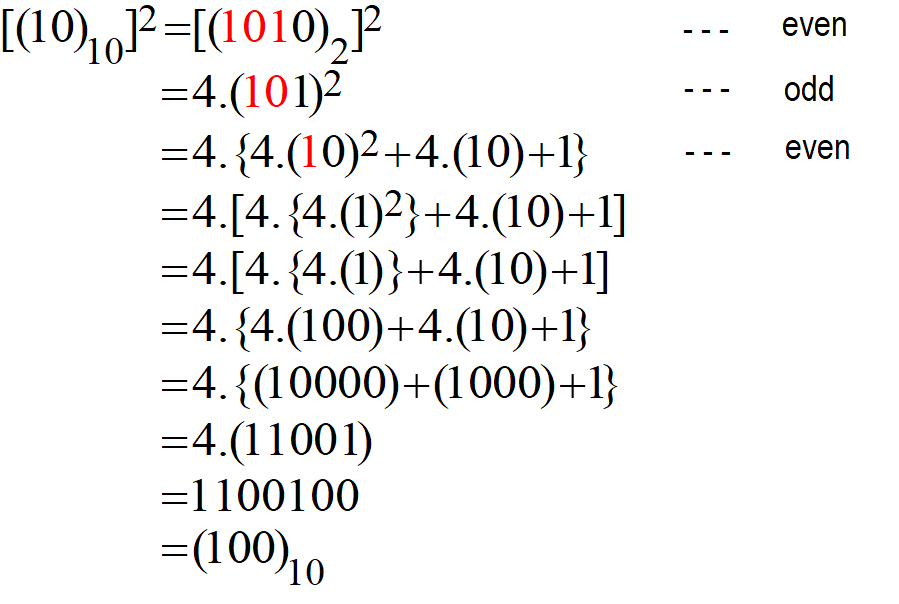 [(10)₁₀]²=[(1010)₂]² --- even
=4.(101)² --- odd
=4.{4.(10)²+4.(10)+1} --- even
=4.[4.{4.(1)²}+4.(10)+1]
=4.[4.{4.(1)}+4.(10)+1]
=4.{4.(100)+4.(10)+1}
=4.{(10000)+(1000)+1}
=4.(11001)
=1100100
=(100)₁₀